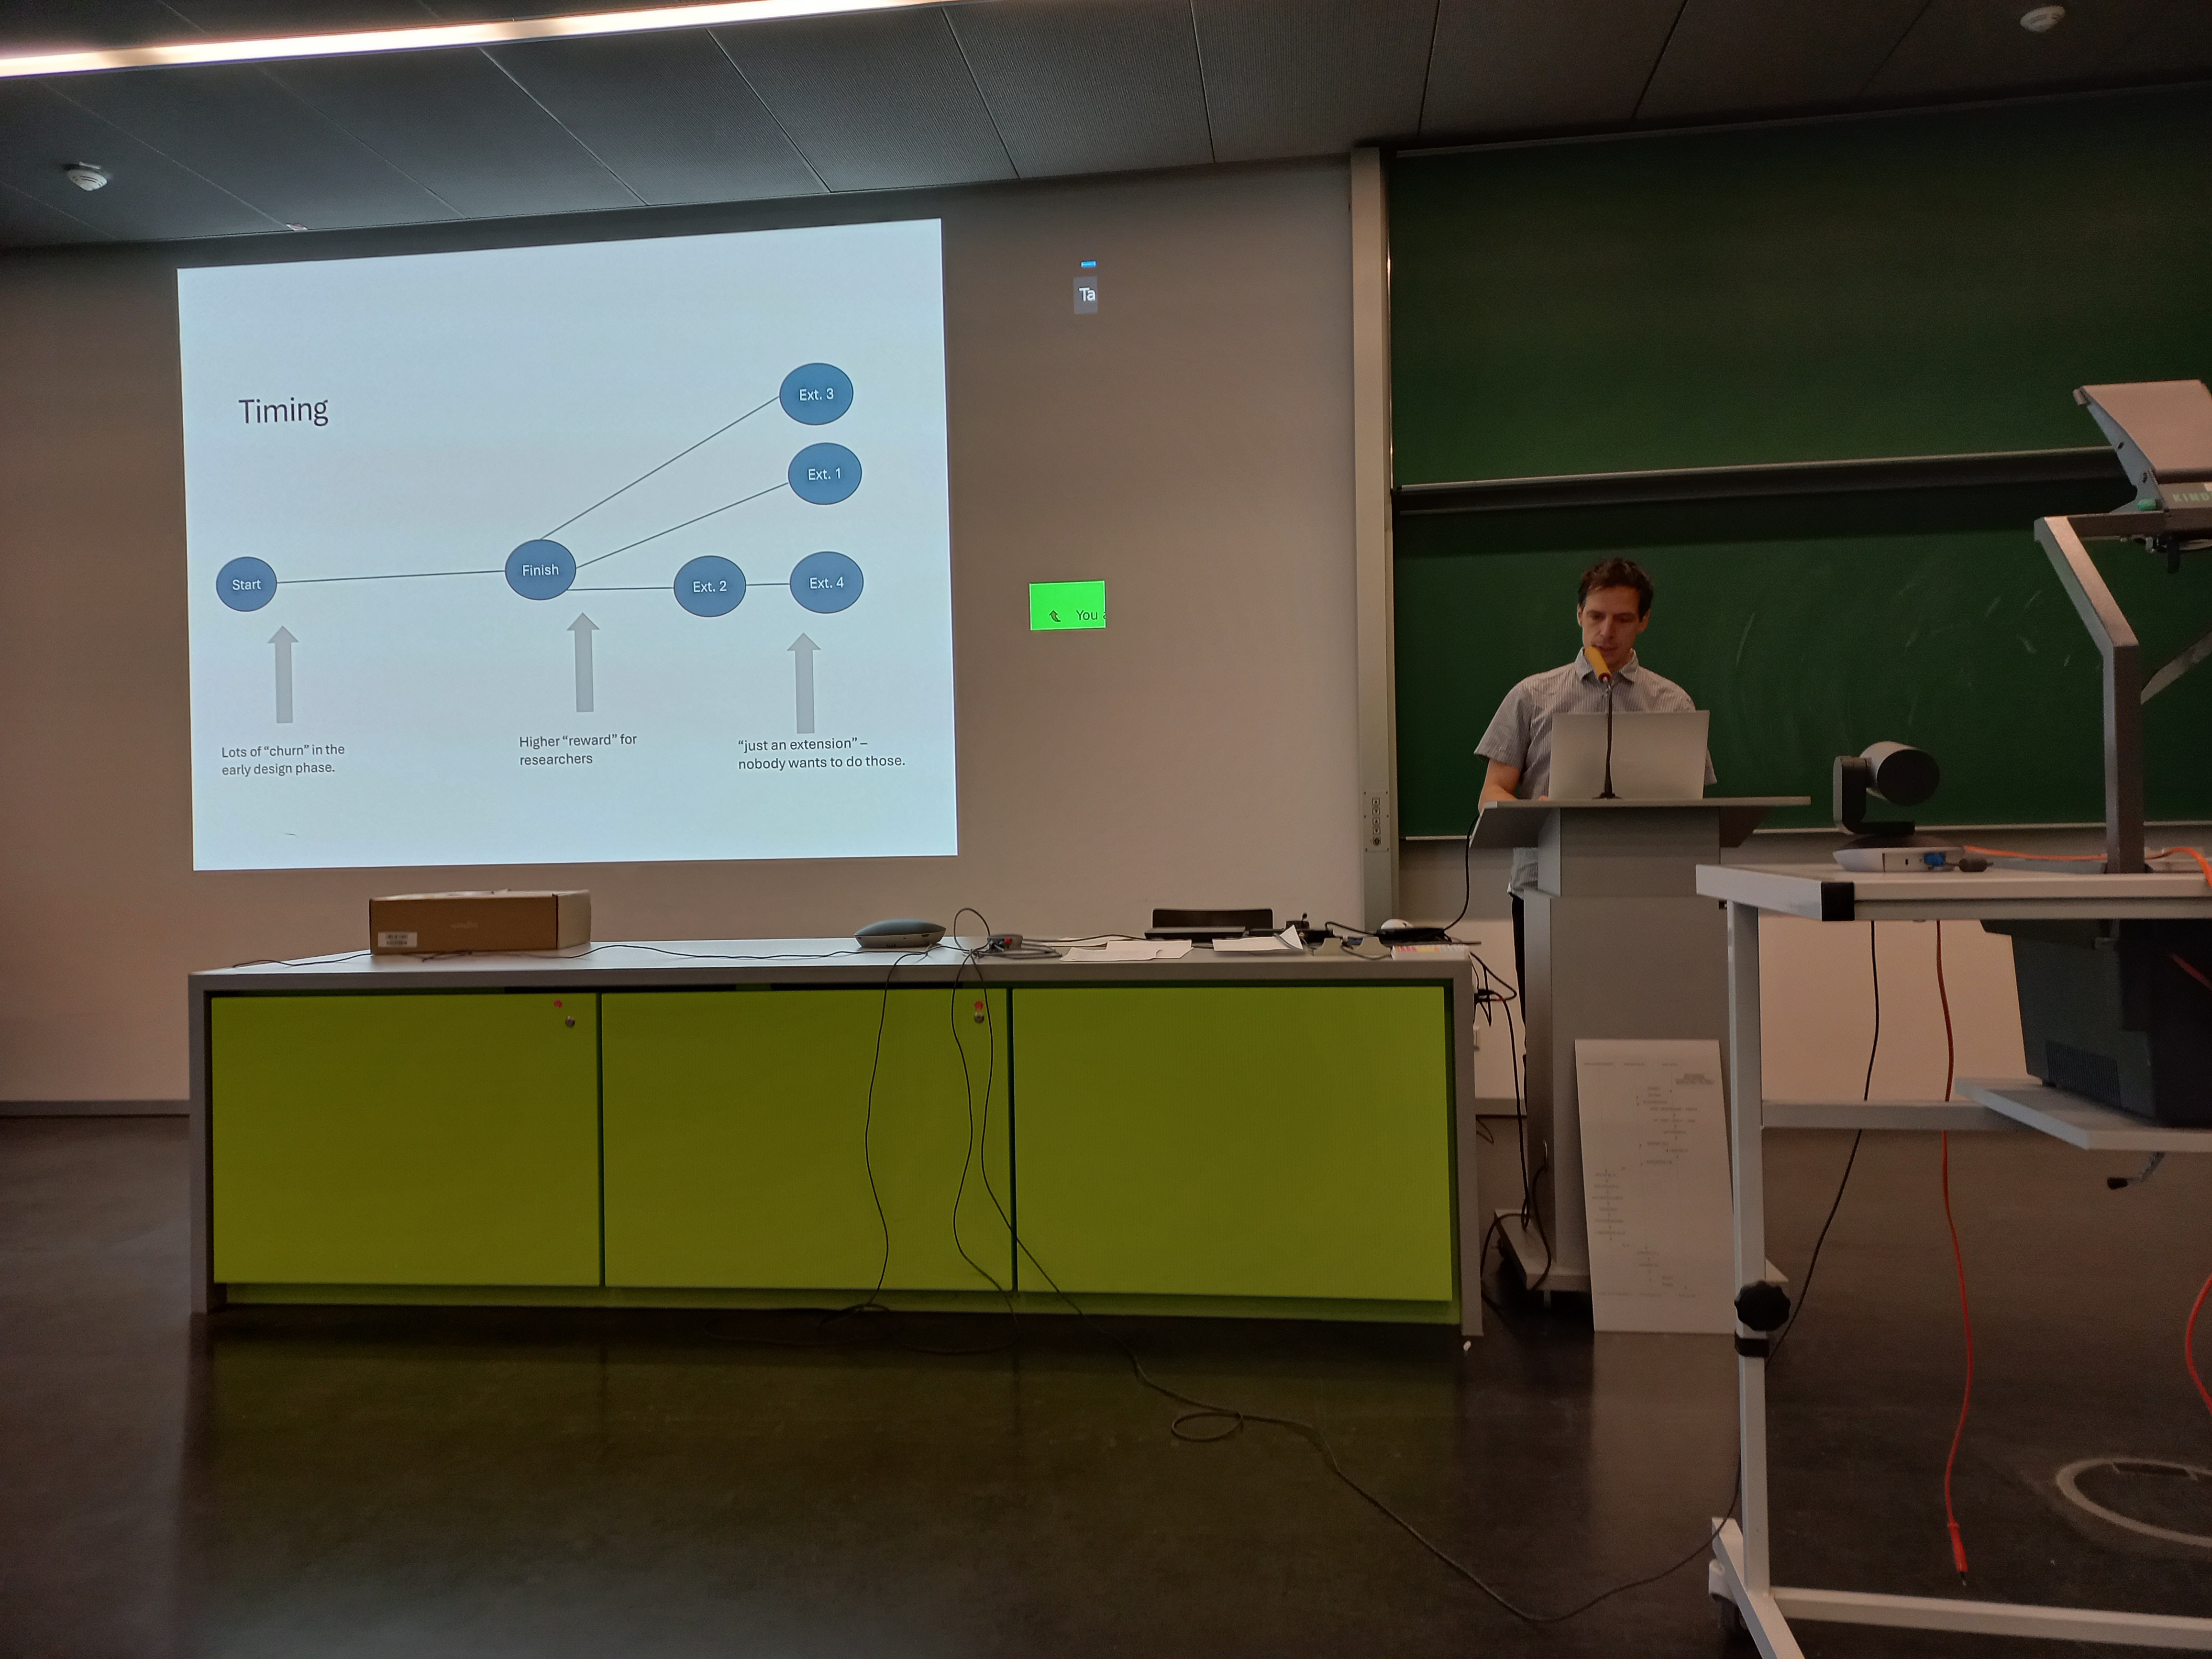 Timing
Ext. 3
Ext. 1
Start
Finish
Ext. 2
Ext. 4
Lots of “churn” in the
early design phase.
Higher “reward” for
researchers
“just an extension” –
nobody wants to do those.
Ta
You
KIND